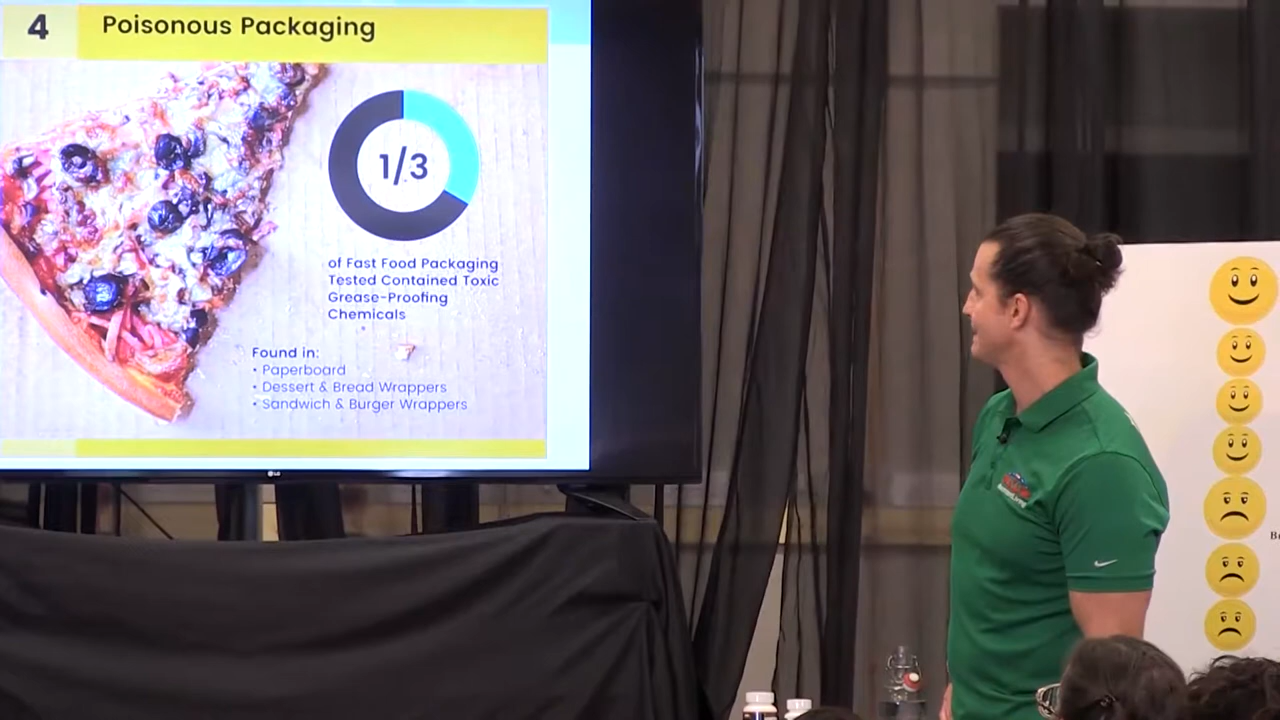 4 Poisonous Packaging
1/3
of Fast Food Packaging
Tested Contained Toxic
Grease-Proofing
Chemicals
Found in:
• Paperboard
• Dessert & Bread Wrappers
• Sandwich & Burger Wrappers
LG